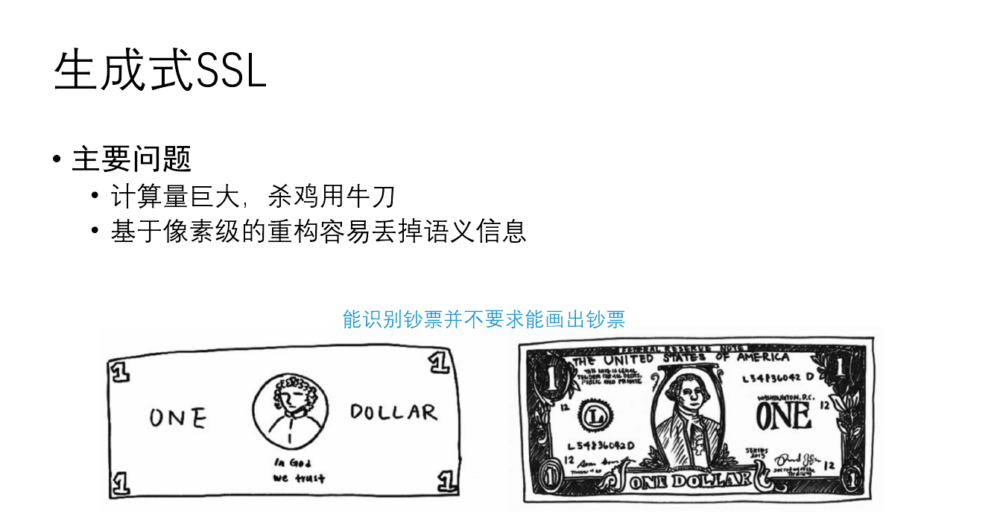 生成式SSL
• 主要问题
• 计算量巨大，杀鸡用牛刀
• 基于像素级的重构容易丢掉语义信息
能识别钞票并不要求能画出钞票
1 1
ONE DOLLAR
In God
we trust
1 1
FEDERAL RESERVE NOTE
THE UNITED STATES OF AMERICA
1 1
THIS NOTE IS LEGAL
TENDER FOR ALL DEBTS,
PUBLIC AND PRIVATE
L54836042 D
12
L
WASHINGTON, D.C.
ONE
12
L54836042D
12
SERIES
2013
secretary of the
Treasury
12
1
ONE DOLLAR
1